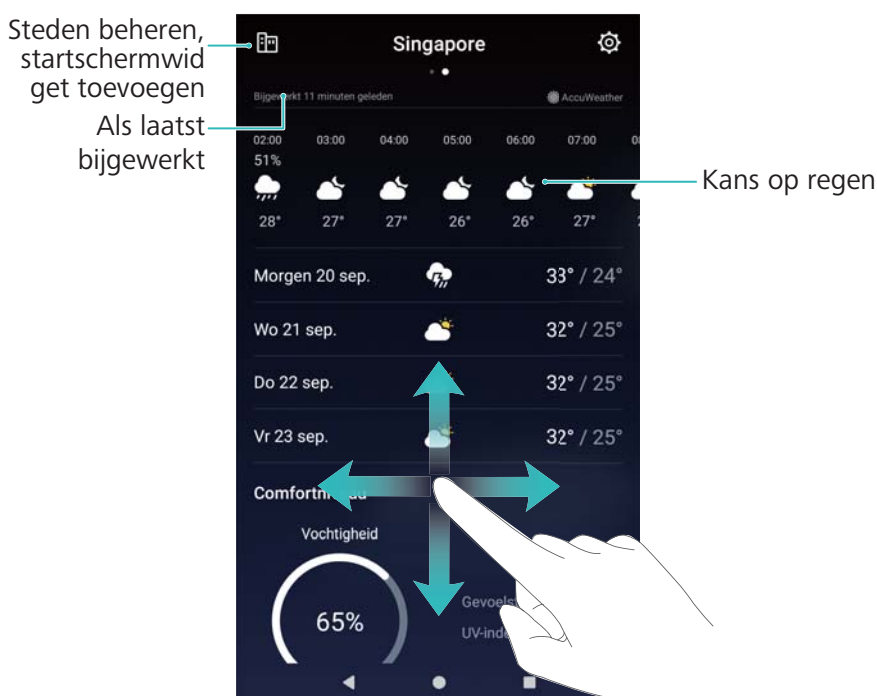 Steden beheren,
startschermwid
get toevoegen
Als laatst
bijgewerkt
Kans op regen
Singapore
Bijgewerkt 11 minuten geleden
AccuWeather
02:00 03:00 04:00 05:00 06:00 07:00
51%
28° 27° 27° 26° 26° 27°
Morgen 20 sep. 33° / 24°
Wo 21 sep. 32° / 25°
Do 22 sep. 32° / 25°
Vr 23 sep. 32° / 25°
Vochtigheid
65%